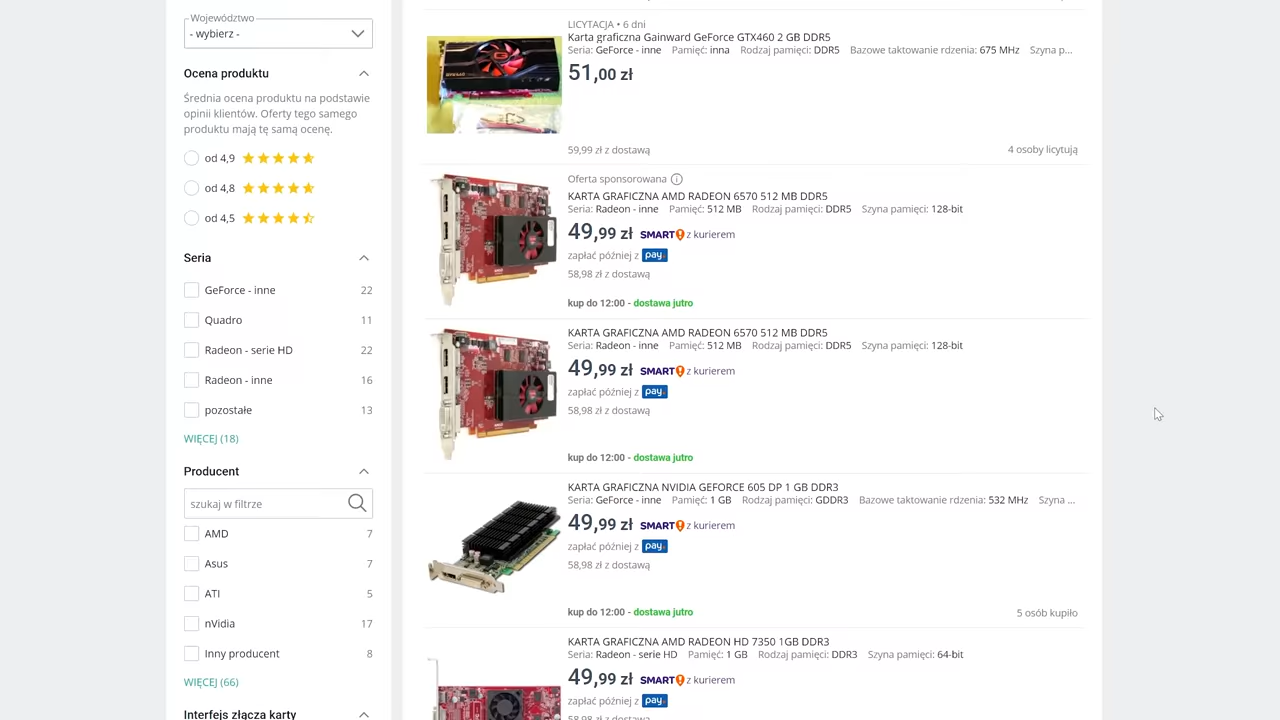 Województwo
- wybierz -
Ocena produktu
Średnia ocena produktu na podstawie
opinii klientów. Oferty tego samego
produktu mają tę samą ocenę.
od 4,9
od 4,8
od 4,5
Seria
GeForce - inne 22
Quadro 11
Radeon - serie HD 22
Radeon - inne 16
pozostałe 13
WIĘCEJ (18)
Producent
szukaj w filtrze
AMD 7
Asus 7
ATI 5
nVidia 17
Inny producent 8
WIĘCEJ (66)
Interfejs złącza karty
LICYTACJA • 6 dni
Karta graficzna Gainward GeForce GTX460 2 GB DDR5
Seria: GeForce - inne Pamięć: inna Rodzaj pamięci: DDR5 Bazowe taktowanie rdzenia: 675 MHz Szyna p...
51,00 zł
59,99 zł z dostawą
4 osoby licytują
Oferta sponsorowana
KARTA GRAFICZNA AMD RADEON 6570 512 MB DDR5
Seria: Radeon - inne Pamięć: 512 MB Rodzaj pamięci: DDR5 Szyna pamięci: 128-bit
49,99 zł SMART! z kurierem
zapłać później z pay
58,98 zł z dostawą
kup do 12:00 - dostawa jutro
KARTA GRAFICZNA AMD RADEON 6570 512 MB DDR5
Seria: Radeon - inne Pamięć: 512 MB Rodzaj pamięci: DDR5 Szyna pamięci: 128-bit
49,99 zł SMART! z kurierem
zapłać później z pay
58,98 zł z dostawą
kup do 12:00 - dostawa jutro
KARTA GRAFICZNA NVIDIA GEFORCE 605 DP 1 GB DDR3
Seria: GeForce - inne Pamięć: 1 GB Rodzaj pamięci: GDDR3 Bazowe taktowanie rdzenia: 532 MHz Szyna ...
49,99 zł SMART! z kurierem
zapłać później z pay
58,98 zł z dostawą
kup do 12:00 - dostawa jutro
5 osób kupiło
KARTA GRAFICZNA AMD RADEON HD 7350 1GB DDR3
Seria: Radeon - serie HD Pamięć: 1 GB Rodzaj pamięci: DDR3 Szyna pamięci: 64-bit
49,99 zł SMART! z kurierem
zapłać później z pay
58,98 zł z dostawą